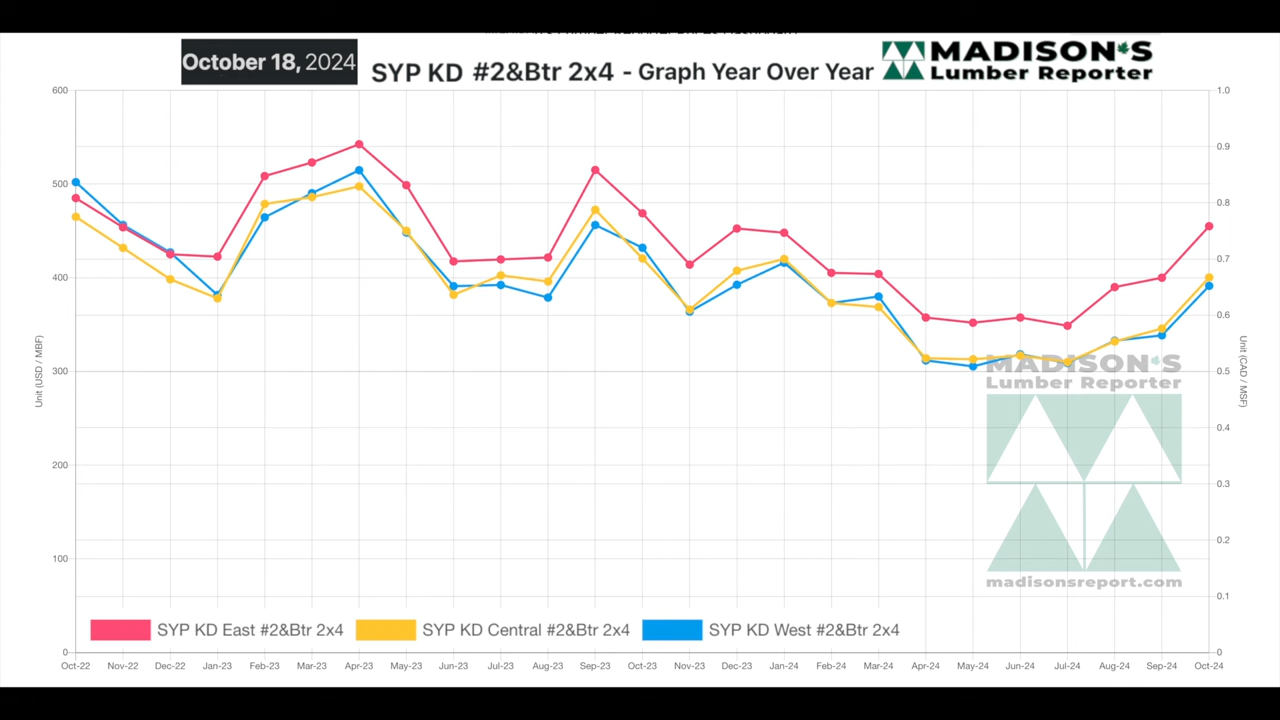 October 18, 2024
SYP KD #2&Btr 2x4 - Graph Year Over Year
MADISON'S
Lumber Reporter
600
500
400
300
200
100
0
Unit (USD / MBF)
1.0
0.9
0.8
0.7
0.6
0.5
0.4
0.3
0.2
0.1
0
Unit (CAD / MSF)
MADISON'S
Lumber Reporter
madisonsreport.com
SYP KD East #2&Btr 2x4
SYP KD Central #2&Btr 2x4
SYP KD West #2&Btr 2x4
Oct-22 Nov-22 Dec-22 Jan-23 Feb-23 Mar-23 Apr-23 May-23 Jun-23 Jul-23 Aug-23 Sep-23 Oct-23 Nov-23 Dec-23 Jan-24 Feb-24 Mar-24 Apr-24 May-24 Jun-24 Jul-24 Aug-24 Sep-24 Oct-24